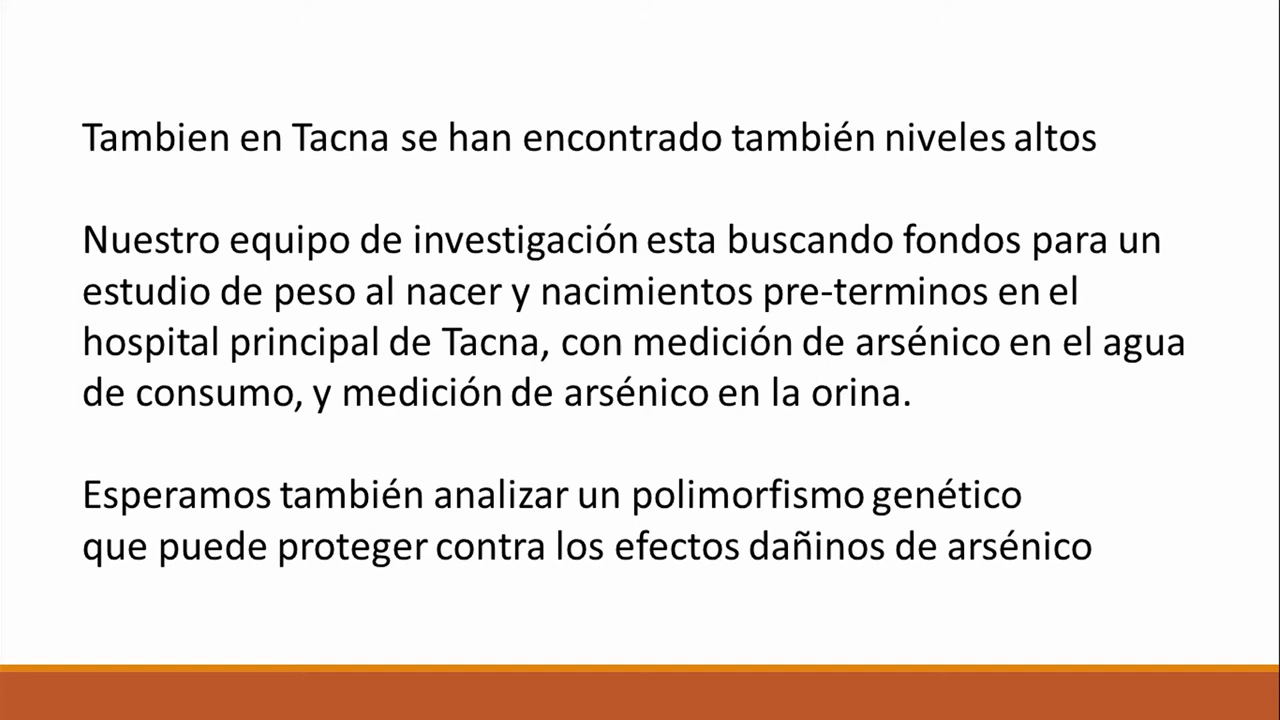 Tambien en Tacna se han encontrado también niveles altos
Nuestro equipo de investigación esta buscando fondos para un
estudio de peso al nacer y nacimientos pre-terminos en el
hospital principal de Tacna, con medición de arsénico en el agua
de consumo, y medición de arsénico en la orina.
Esperamos también analizar un polimorfismo genético
que puede proteger contra los efectos dañinos de arsénico